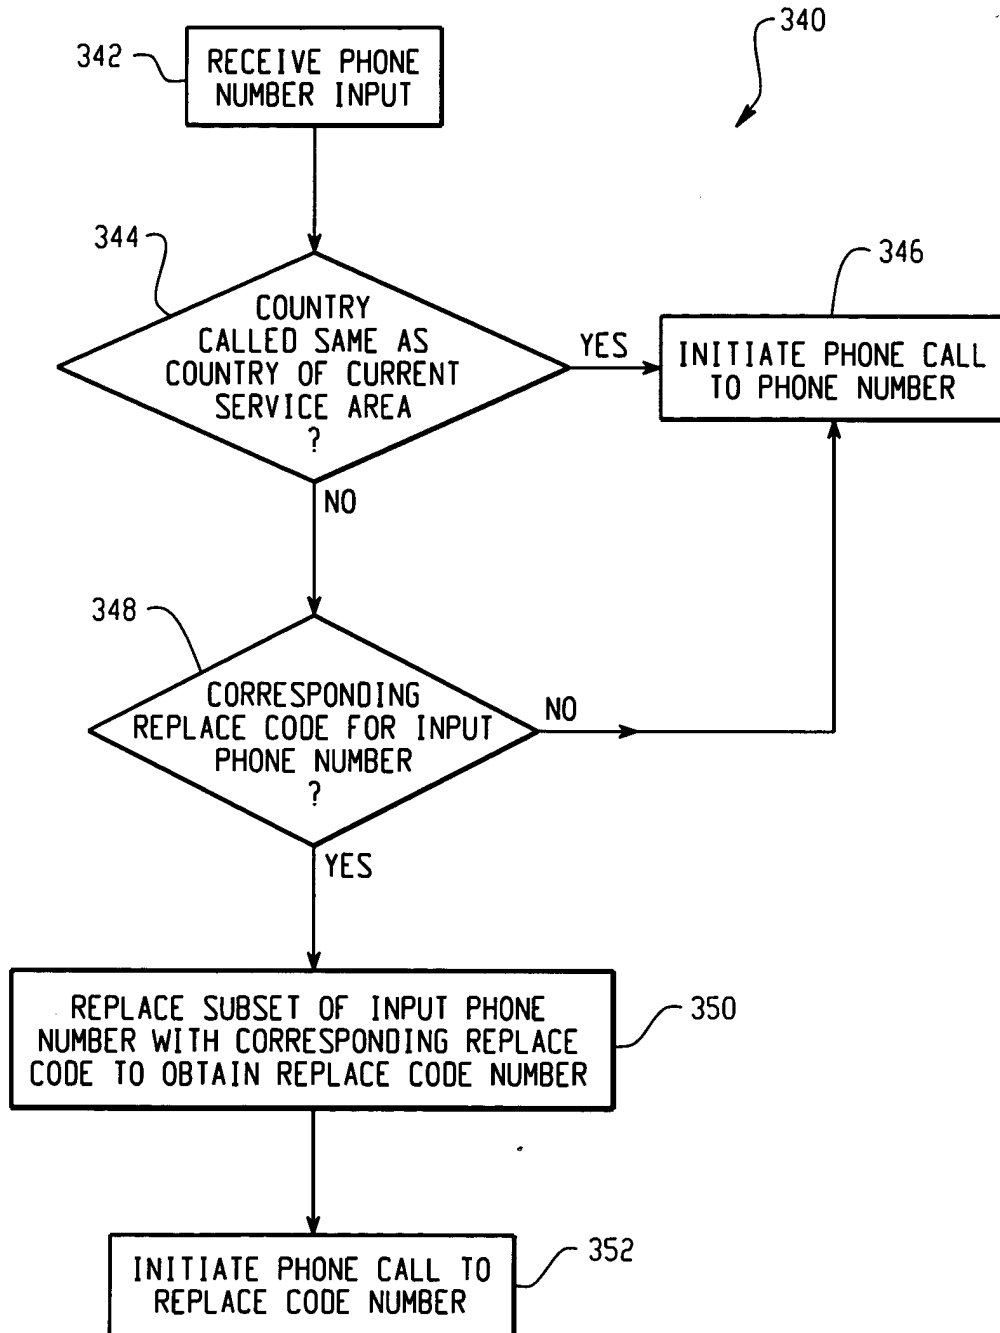 340
342
RECEIVE PHONE
NUMBER INPUT
344
COUNTRY
CALLED SAME AS
COUNTRY OF CURRENT
SERVICE AREA
?
YES
346
INITIATE PHONE CALL
TO PHONE NUMBER
NO
348
CORRESPONDING
REPLACE CODE FOR INPUT
PHONE NUMBER
?
NO
YES
350
REPLACE SUBSET OF INPUT PHONE
NUMBER WITH CORRESPONDING REPLACE
CODE TO OBTAIN REPLACE CODE NUMBER
352
INITIATE PHONE CALL TO
REPLACE CODE NUMBER